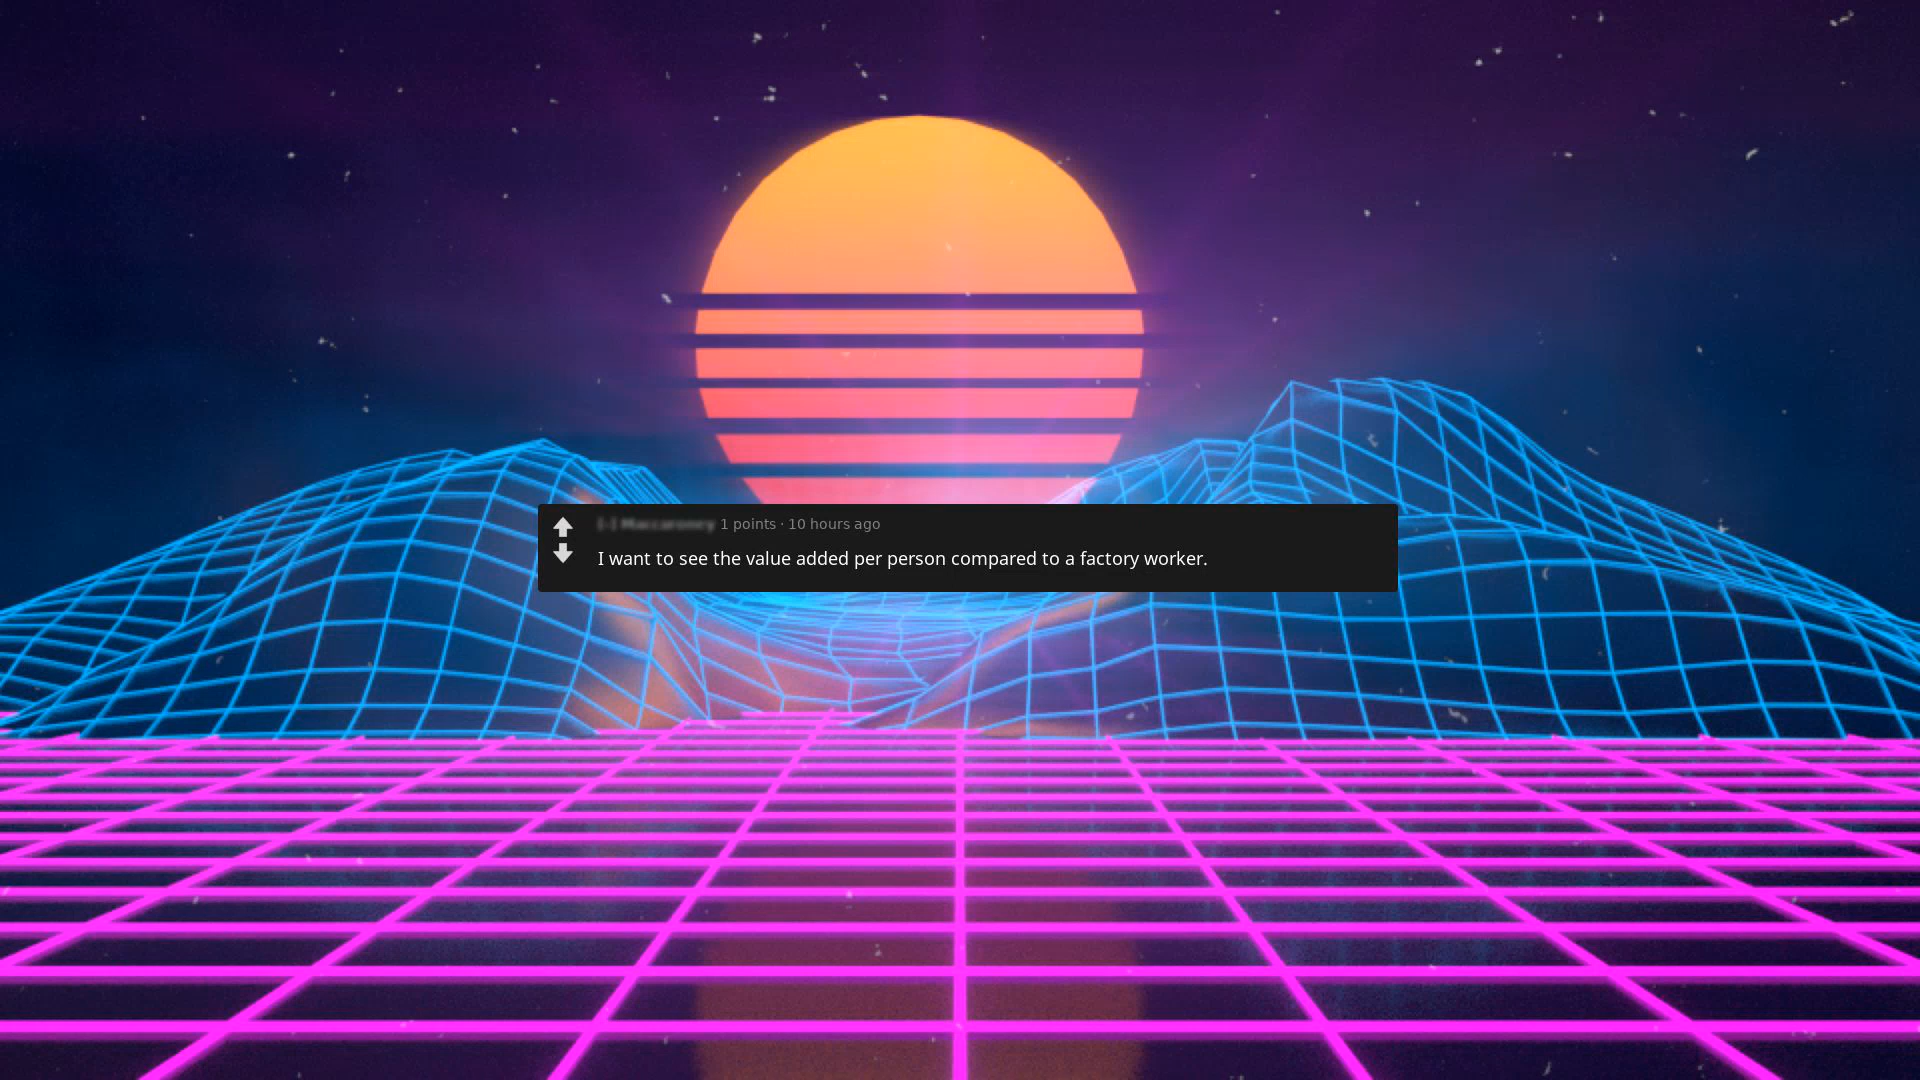 1 points · 10 hours ago
I want to see the value added per person compared to a factory worker.